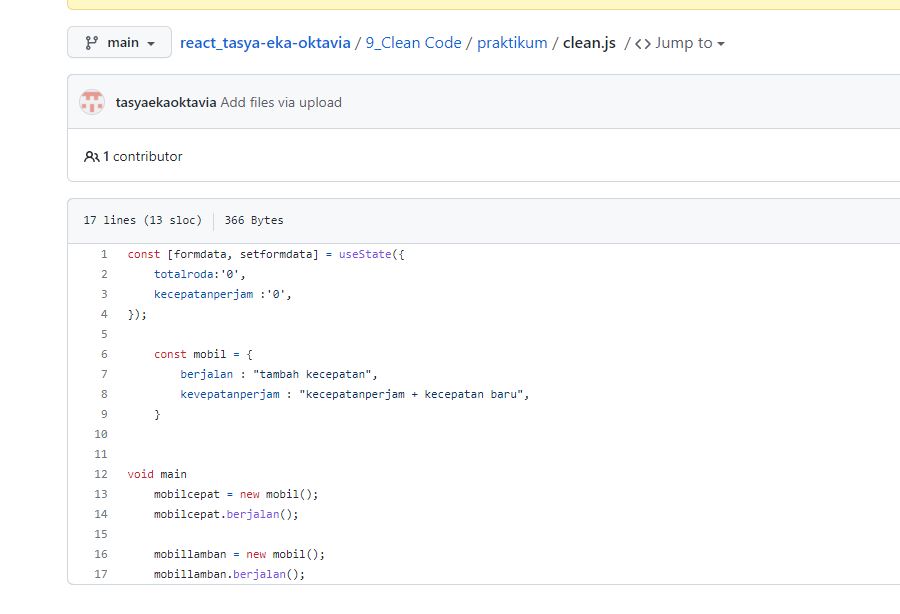 main
react_tasya-eka-oktavia / 9_Clean Code / praktikum / clean.js / <> Jump to
tasyaekaoktavia Add files via upload
1 contributor
17 lines (13 sloc) 366 Bytes
1 const [formdata, setformdata] = useState({
2 totalroda:'0',
3 kecepatanperjam :'0',
4 });
5
6 const mobil = {
7 berjalan : "tambah kecepatan",
8 kevepatanperjam : "kecepatanperjam + kecepatan baru",
9 }
10
11
12 void main
13 mobilcepat = new mobil();
14 mobilcepat.berjalan();
15
16 mobillamban = new mobil();
17 mobillamban.berjalan();